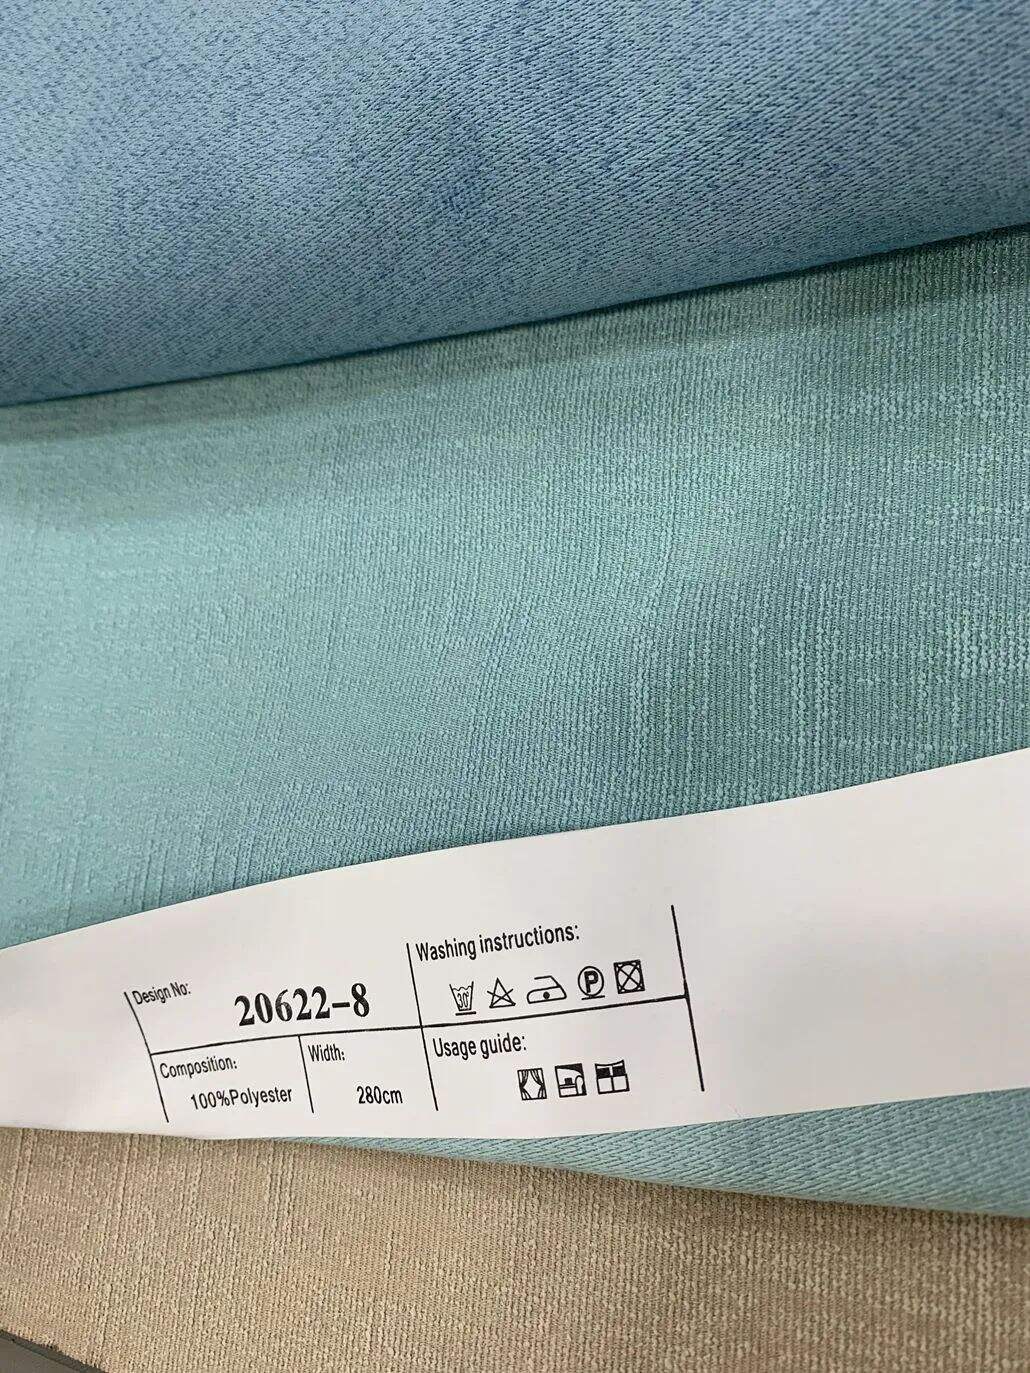 Design No:
20622-8
Composition:
100%Polyester
Width:
280cm
Washing instructions:
30°
P
Usage guide: